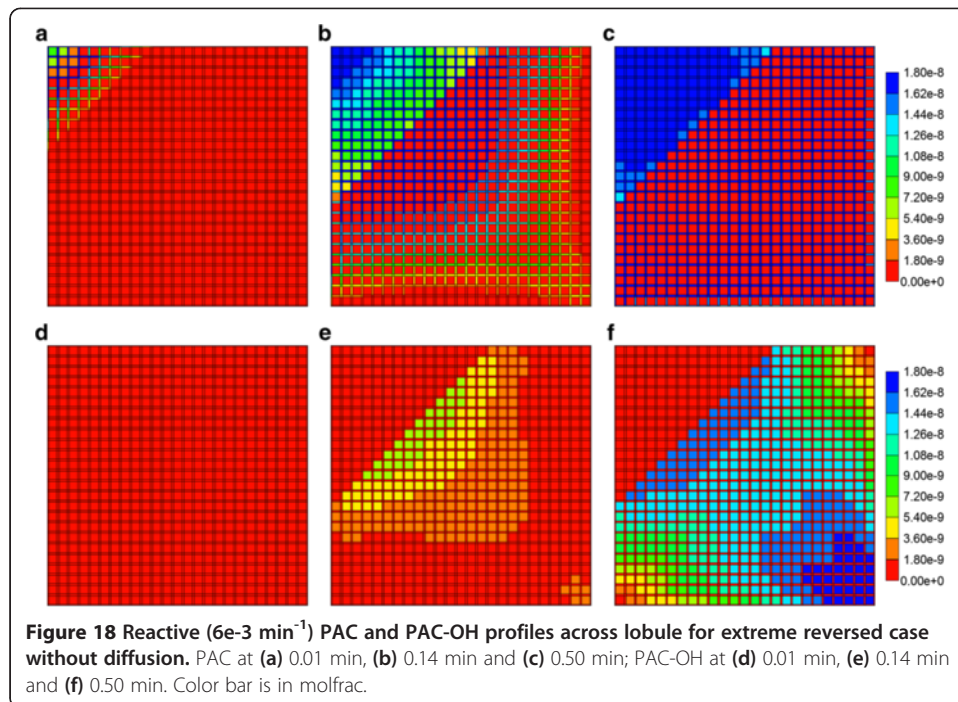 a
b
c
1.80e-8
1.62e-8
1.44e-8
1.26e-8
1.08e-8
9.00e-9
7.20e-9
5.40e-9
3.60e-9
1.80e-9
0.00e+0
d
e
f
1.80e-8
1.62e-8
1.44e-8
1.26e-8
1.08e-8
9.00e-9
7.20e-9
5.40e-9
3.60e-9
1.80e-9
0.00e+0
Figure 18 Reactive (6e-3 min⁻¹) PAC and PAC-OH profiles across lobule for extreme reversed case
without diffusion. PAC at (a) 0.01 min, (b) 0.14 min and (c) 0.50 min; PAC-OH at (d) 0.01 min, (e) 0.14 min
and (f) 0.50 min. Color bar is in molfrac.